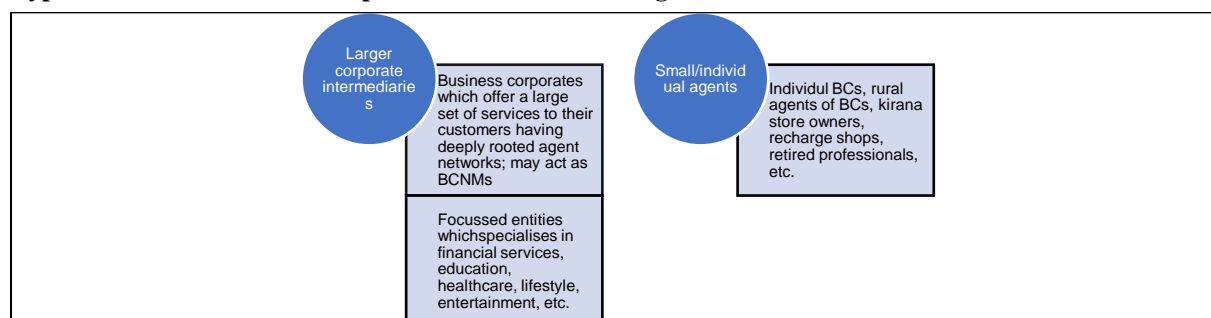 Larger
corporate
intermediarie
s
Business corporates
which offer a large
set of services to their
customers having
deeply rooted agent
networks; may act as
BCNMs
Focussed entities
whichspecialises in
financial services,
education,
healthcare, lifestyle,
entertainment, etc.
Small/individ
ual agents
Individul BCs, rural
agents of BCs, kirana
store owners,
recharge shops,
retired professionals,
etc.